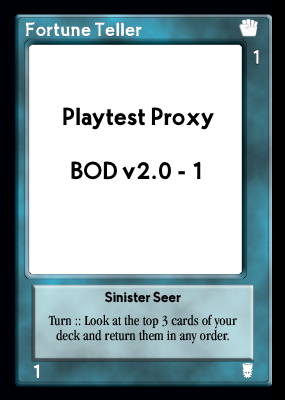 Fortune Teller
1
Playtest Proxy
BOD v2.0 - 1
Sinister Seer
Turn :: Look at the top 3 cards of your
deck and return them in any order.
1